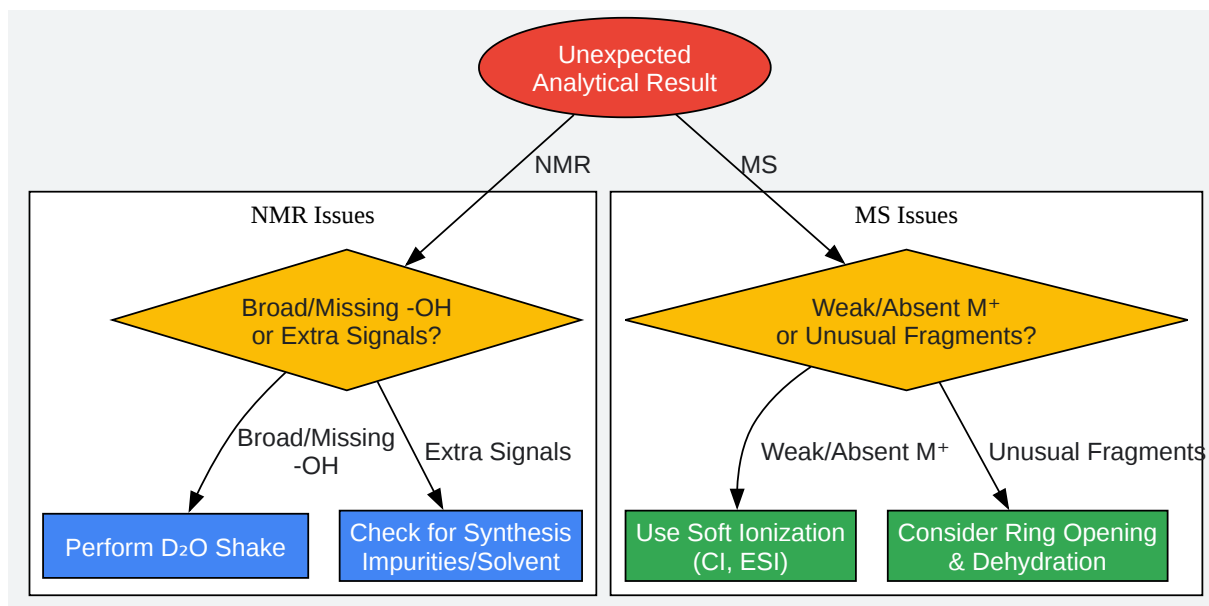 Unexpected
Analytical Result
NMR
MS
NMR Issues
MS Issues
Broad/Missing -OH
or Extra Signals?
Weak/Absent M⁺
or Unusual Fragments?
Broad/Missing
-OH
Extra Signals
Weak/Absent M⁺
Unusual Fragments
Perform D₂O Shake
Check for Synthesis
Impurities/Solvent
Use Soft Ionization
(CI, ESI)
Consider Ring Opening
& Dehydration